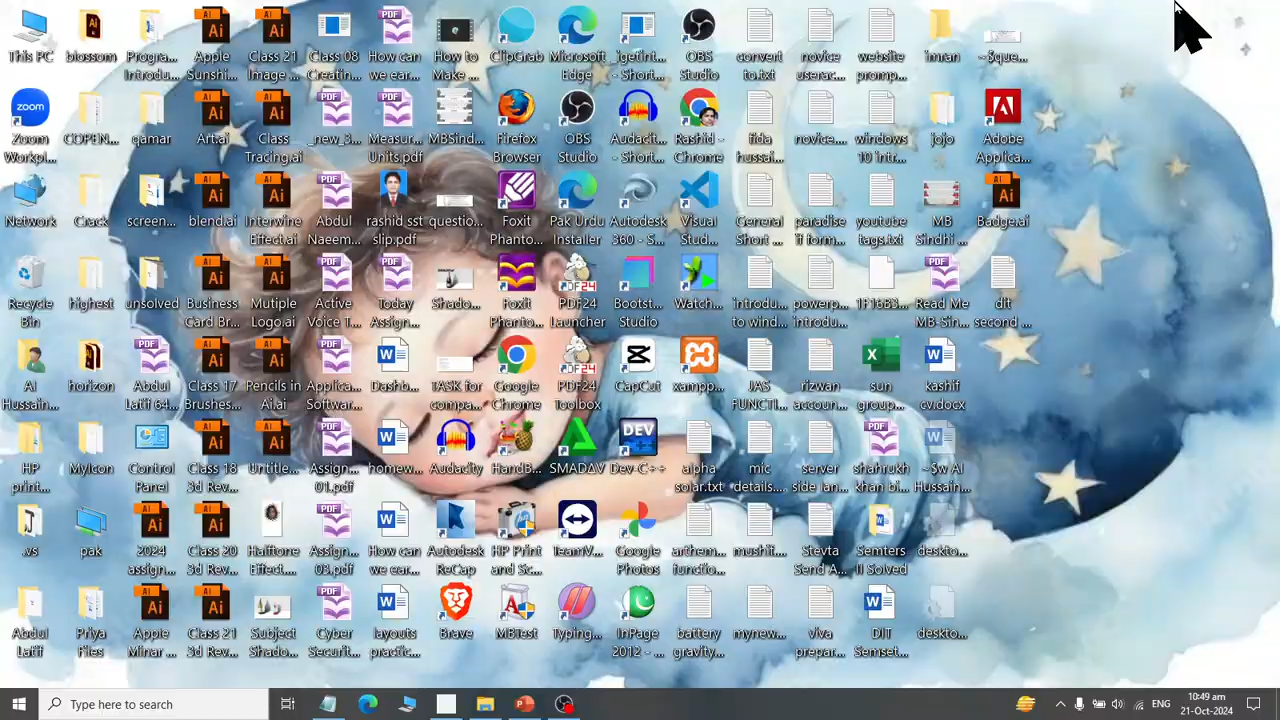 This PC
blossom
Progra...
Introdu...
Apple
Sunshi...
Class 21
Image ...
Class 08
Creatin...
How can
we ear...
How to
Make ...
ClipGrab
Microsoft
Edge
'getint...
- Short...
OBS
Studio
convert
to.txt
novice
userac...
website
promp...
imran
~$que...
Zoom
Workpl...
COPEN...
qamar
Art.ai
Class
Tracing.ai
_new_3...
Measur...
Units.pdf
MBSind...
Firefox
Browser
OBS
Studio
Audacit...
- Short...
Rashid -
Chrome
fida
hussai...
novice...
windows
10 intr...
jojo
Adobe
Applica...
Network
Crack
screen...
blend.ai
Interwine
Effect.ai
Abdul
Naeem...
rashid sst
slip.pdf
questio...
Foxit
Phanto...
Pak Urdu
Installer
Autodesk
360 - S...
Visual
Stud...
General
Short ...
paradise
if form...
youtube
tags.txt
MB
Sindhi ...
Badge.ai
Recycle
Bin
highest
unsolved
Business
Card Br...
Mutiple
Logo.ai
Active
Voice T...
Today
Assign...
Shado...
Foxit
Phanto...
PDF24
Launcher
Bootst...
Studio
Watch...
introdu...
to wind...
powerp...
introdu...
1F18B3...
Read Me
MB-Sin...
dit
second ...
Al
Hussain...
horizon
Abdul
Latif 64...
Class 17
Brushes...
Pencils in
Ai.ai
Applica...
Softwar...
Dashb...
TASK for
compa...
Google
Chrome
PDF24
Toolbox
CapCut
xampp...
JAS
FUNCTI...
rizwan
accoun...
sun
group...
kashif
cv.docx
HP
print...
MyIcon
Control
Panel
Class 18
3d Rev...
Untitle...
Assign...
01.pdf
homew...
Audacity
HandB...
SMADΔV
Dev-C++
alpha
solar.txt
mic
details...
server
side lan...
shahrukh
khan bi...
~$w Al
Hussain...
.vs
pak
2024
assign...
Class 20
3d Rev...
Halftone
Effect....
Assign...
03.pdf
How can
we ear...
Autodesk
ReCap
HP Print
and Sc...
TeamV...
Google
Photos
arthem...
functio...
mushit...
Stevta
Send A...
Semters
II Solved
deskto...
Abdul
Latif
Priya
Files
Apple
Minar ...
Class 21
3d Rev...
Subject
Shado...
Cyber
Securit...
layouts
practic...
Brave
MBTest
Typing...
InPage
2012 - ...
battery
gravity...
mynew...
viva
prepar...
DIT
Semset...
deskto...
Type here to search
ENG
10:49 am
21-Oct-2024